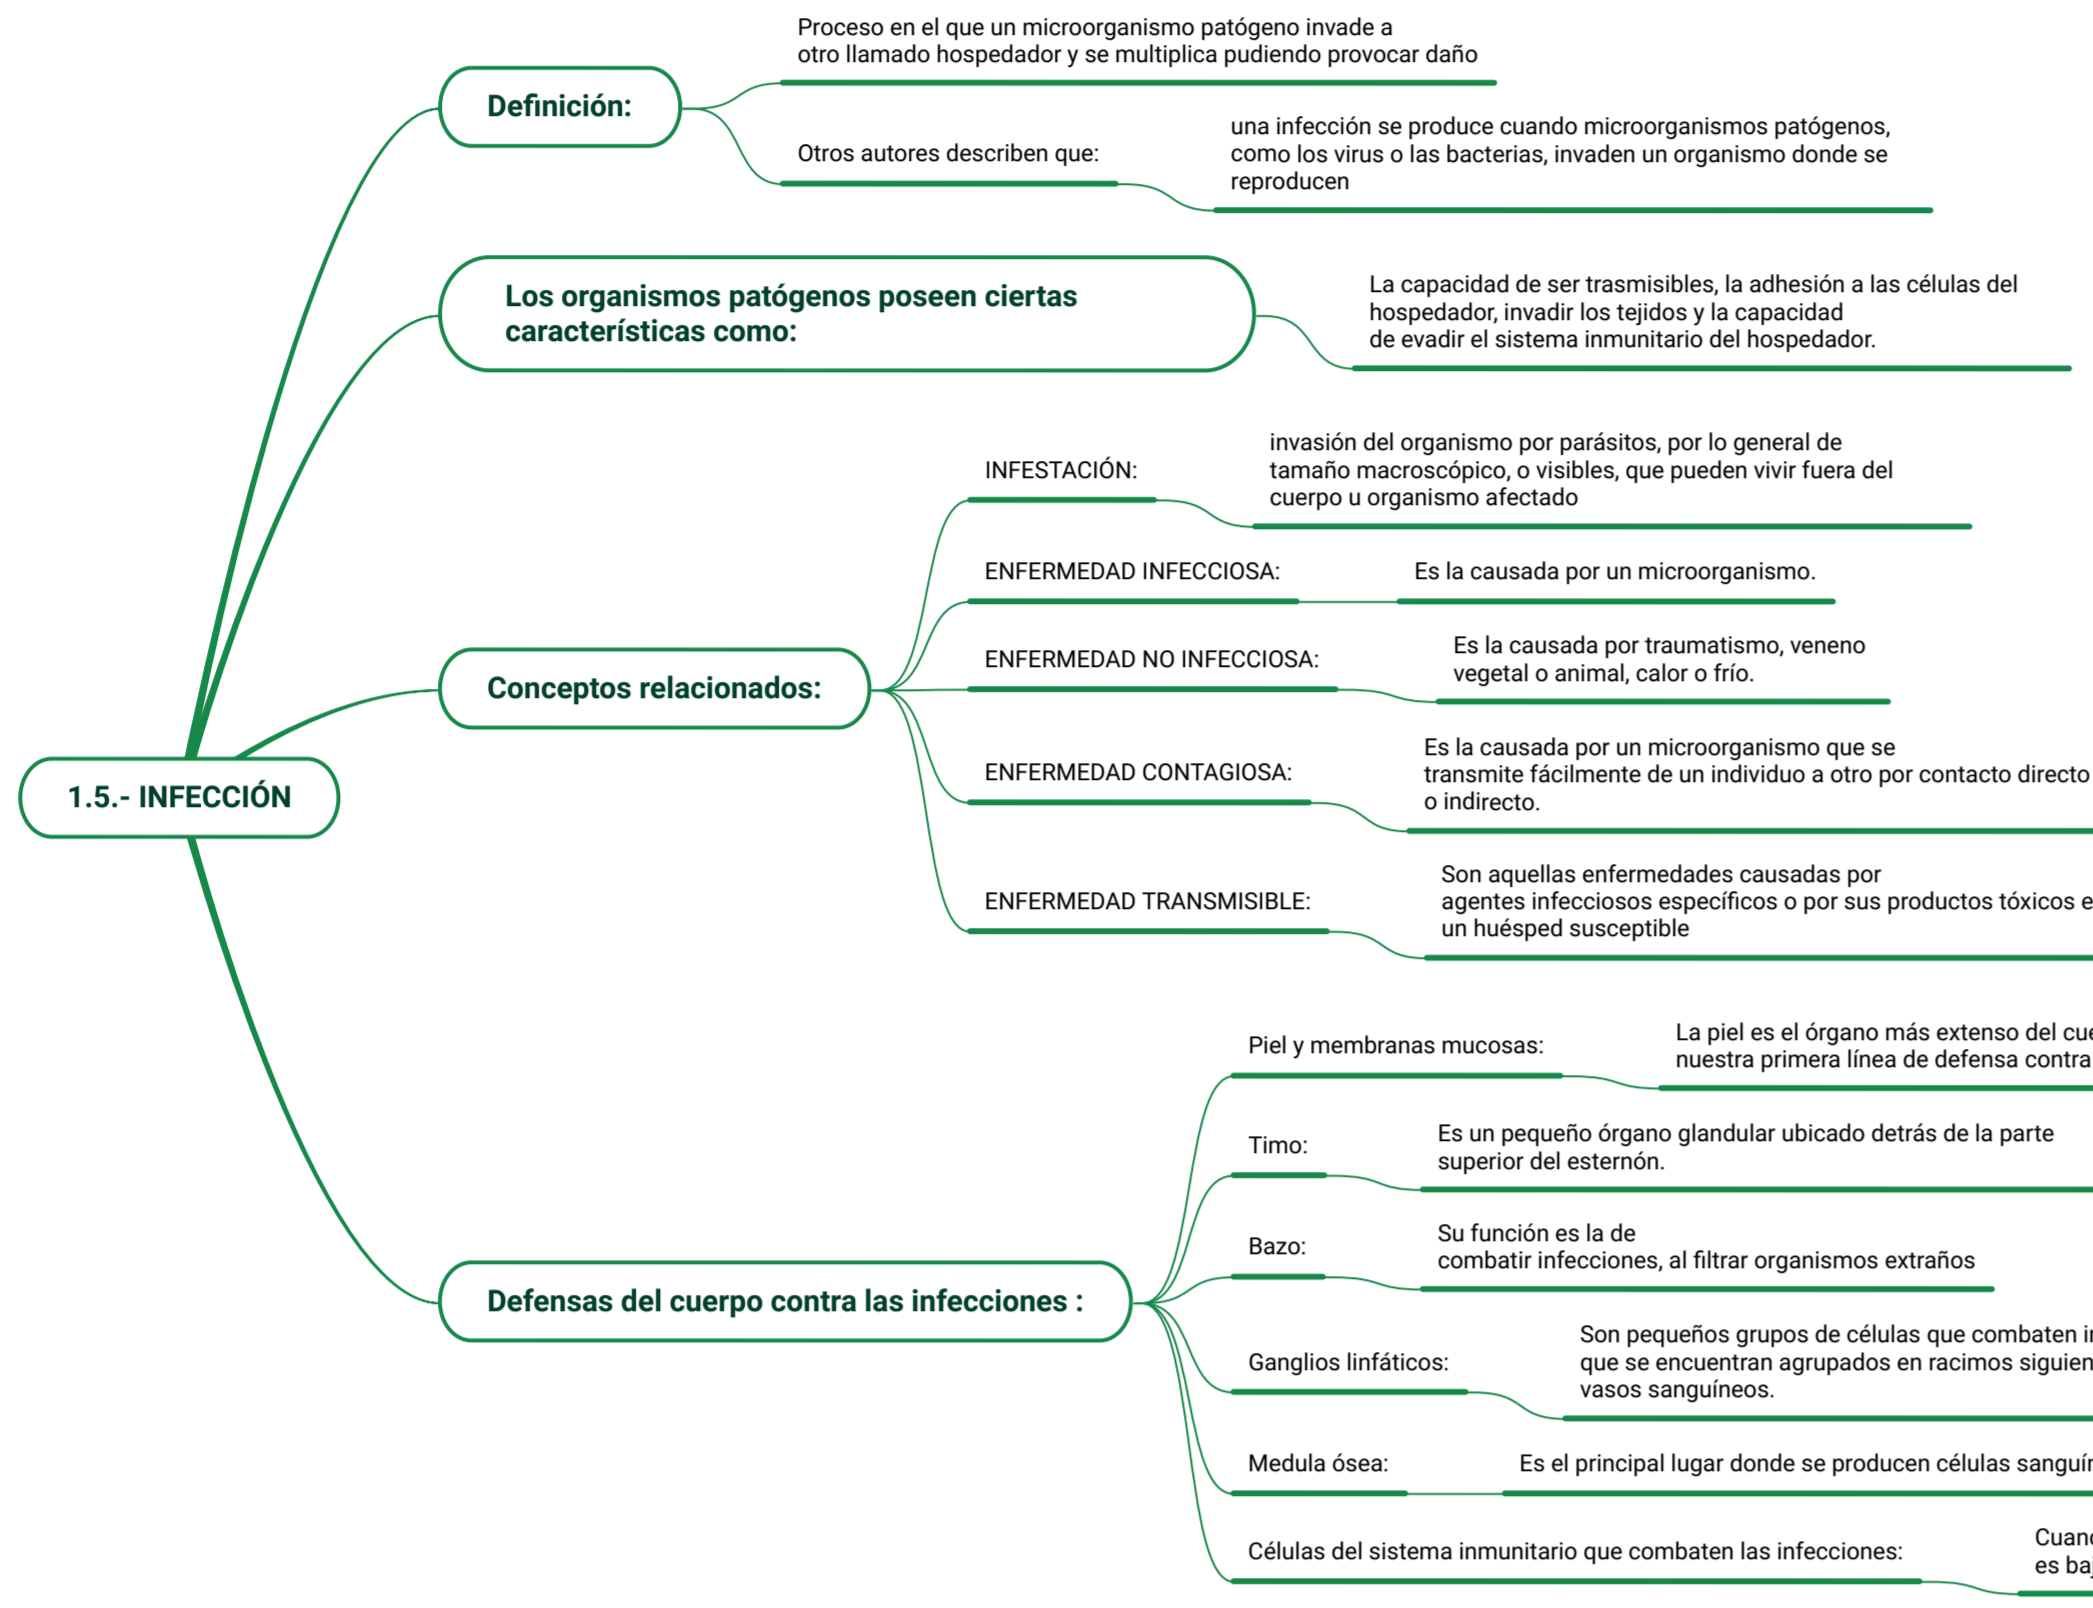 Proceso en el que un microorganismo patógeno invade a
otro llamado hospedador y se multiplica pudiendo provocar daño
Definición:
Otros autores describen que:
una infección se produce cuando microorganismos patógenos,
como los virus o las bacterias, invaden un organismo donde se
reproducen
Los organismos patógenos poseen ciertas
características como:
La capacidad de ser trasmisibles, la adhesión a las células del
hospedador, invadir los tejidos y la capacidad
de evadir el sistema inmunitario del hospedador.
Conceptos relacionados:
INFESTACIÓN:
invasión del organismo por parásitos, por lo general de
tamaño macroscópico, o visibles, que pueden vivir fuera del
cuerpo u organismo afectado
ENFERMEDAD INFECCIOSA:
Es la causada por un microorganismo.
ENFERMEDAD NO INFECCIOSA:
Es la causada por traumatismo, veneno
vegetal o animal, calor o frío.
ENFERMEDAD CONTAGIOSA:
Es la causada por un microorganismo que se
transmite fácilmente de un individuo a otro por contacto directo
o indirecto.
ENFERMEDAD TRANSMISIBLE:
Son aquellas enfermedades causadas por
agentes infecciosos específicos o por sus productos tóxicos
un huésped susceptible
1.5.- INFECCIÓN
Defensas del cuerpo contra las infecciones :
Piel y membranas mucosas:
La piel es el órgano más extenso del
nuestra primera línea de defensa contra
Timo:
Es un pequeño órgano glandular ubicado detrás de la parte
superior del esternón.
Bazo:
Su función es la de
combatir infecciones, al filtrar organismos extraños
Ganglios linfáticos:
Son pequeños grupos de células que combaten
que se encuentran agrupados en racimos
vasos sanguíneos.
Medula ósea:
Es el principal lugar donde se producen células
Células del sistema inmunitario que combaten las infecciones:
es